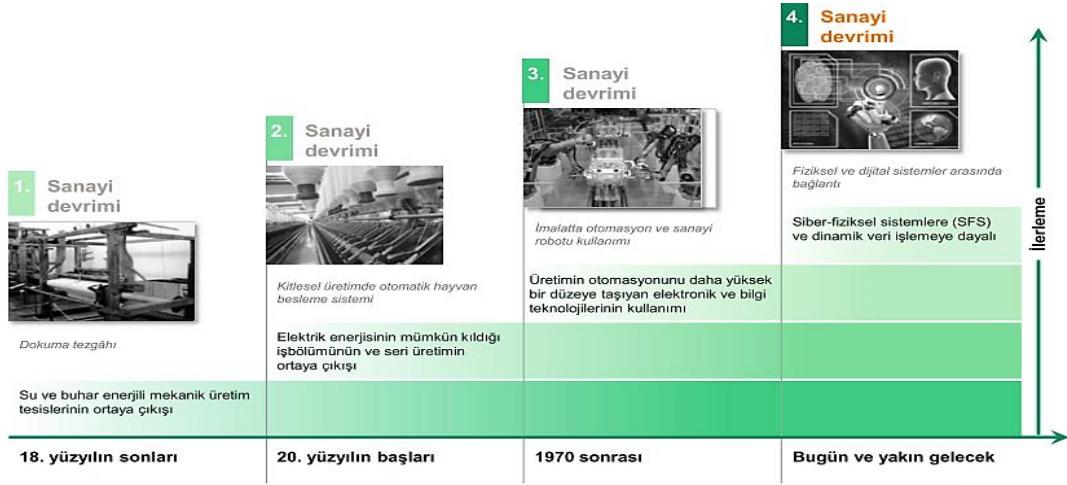 1. Sanayi
devrimi
Dokuma tezgâhı
Su ve buhar enerjili mekanik üretim
tesislerinin ortaya çıkışı
18. yüzyılın sonları
2. Sanayi
devrimi
Kitlesel üretimde otomatik hayvan
besleme sistemi
Elektrik enerjisinin mümkün kıldığı
işbölümünün ve seri üretimin
ortaya çıkışı
20. yüzyılın başları
3. Sanayi
devrimi
İmalatta otomasyon ve sanayi
robotu kullanımı
Üretimin otomasyonunu daha yüksek
bir düzeye taşıyan elektronik ve bilgi
teknolojilerinin kullanımı
1970 sonrası
4. Sanayi
devrimi
Fiziksel ve dijital sistemler arasında
bağlantı
Siber-fiziksel sistemlere (SFS)
ve dinamik veri işlemeye dayalı
Bugün ve yakın gelecek
İlerleme